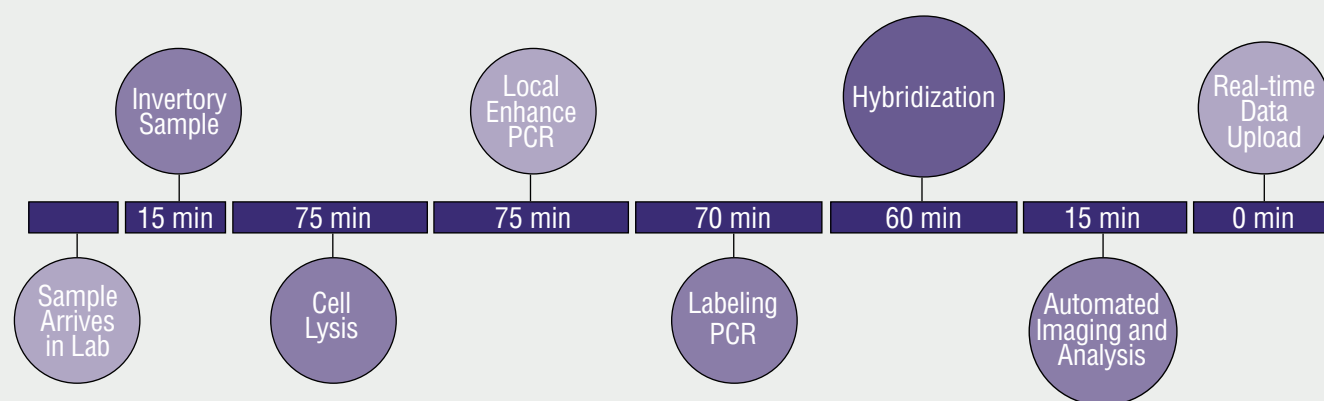 Invertory
Sample
Local
Enhance
PCR
Hybridization
Real-time
Data
Upload
15 min
75 min
75 min
70 min
60 min
15 min
0 min
Sample
Arrives
in Lab
Cell
Lysis
Labeling
PCR
Automated
Imaging and
Analysis